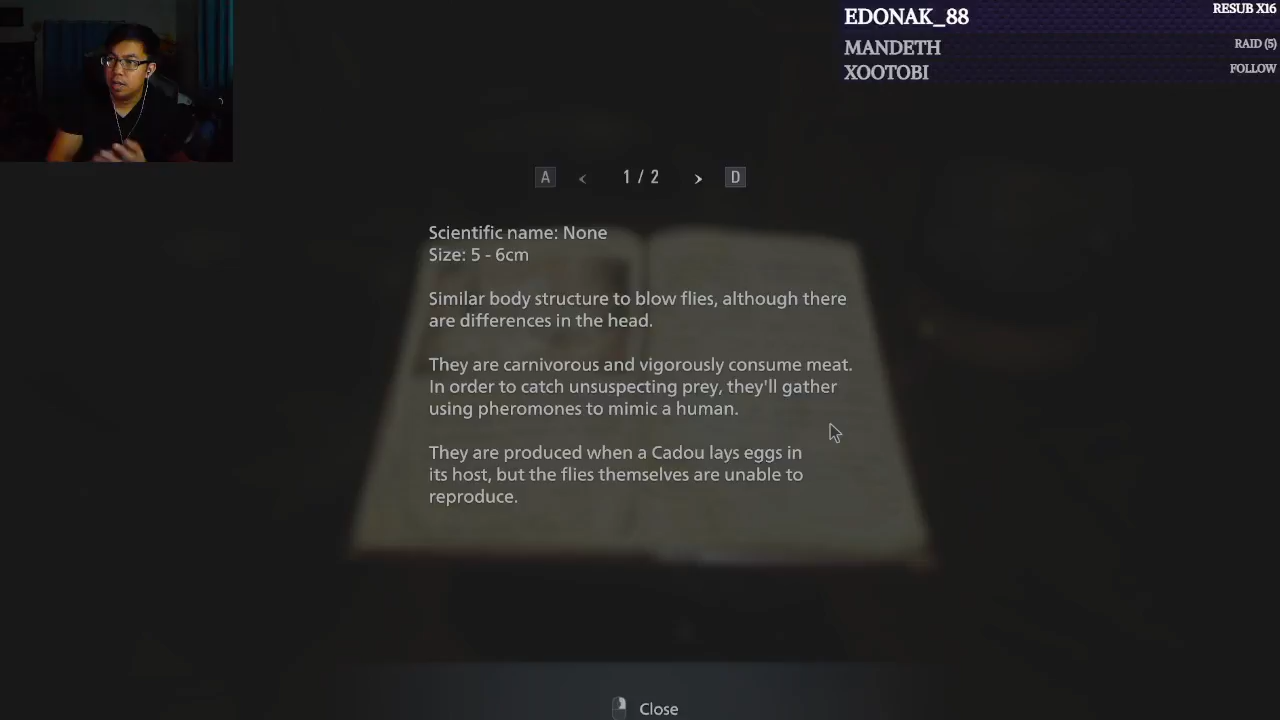 EDONAK_88 RESUB X16
MANDETH RAID (5)
XOOTOBI FOLLOW
A < 1 / 2 > D
Scientific name: None
Size: 5 - 6cm
Similar body structure to blow flies, although there
are differences in the head.
They are carnivorous and vigorously consume meat.
In order to catch unsuspecting prey, they'll gather
using pheromones to mimic a human.
They are produced when a Cadou lays eggs in
its host, but the flies themselves are unable to
reproduce.
Close